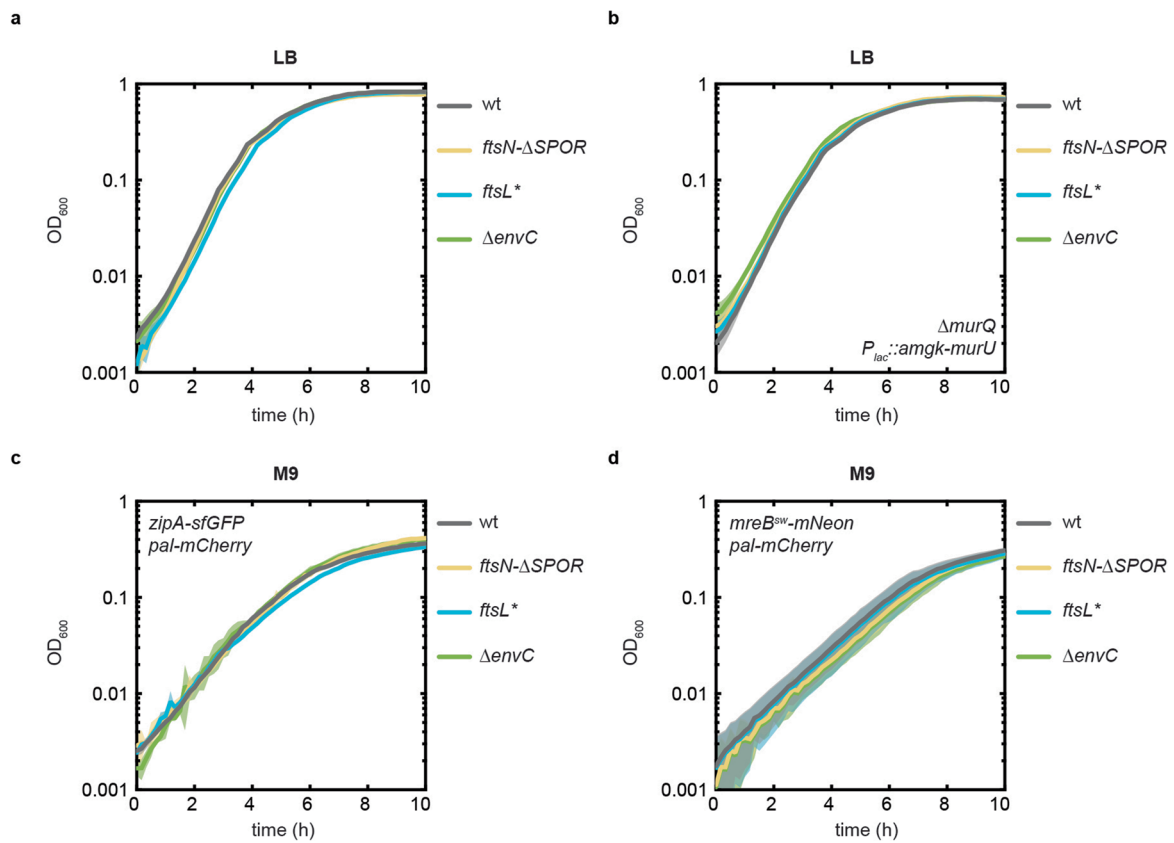 a
LB
1
0.1
0.01
0.001
OD600
0 2 4 6 8 10
time (h)
wt
ftsN-ΔSPOR
ftsL*
ΔenvC
b
LB
1
0.1
0.01
0.001
OD600
0 2 4 6 8 10
time (h)
ΔmurQ
Plac::amgk-murU
wt
ftsN-ΔSPOR
ftsL*
ΔenvC
c
M9
1
0.1
0.01
0.001
OD600
0 2 4 6 8 10
time (h)
zipA-sfGFP
pal-mCherry
wt
ftsN-ΔSPOR
ftsL*
ΔenvC
d
M9
1
0.1
0.01
0.001
OD600
0 2 4 6 8 10
time (h)
mreBsw-mNeon
pal-mCherry
wt
ftsN-ΔSPOR
ftsL*
ΔenvC